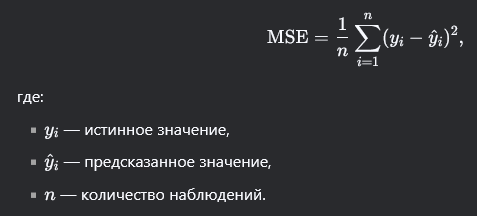 MSE = \frac{1}{n} \sum_{i=1}^{n} (y_i - \hat{y}_i)^2,
где:
▪ y_i — истинное значение,
▪ \hat{y}_i — предсказанное значение,
▪ n — количество наблюдений.